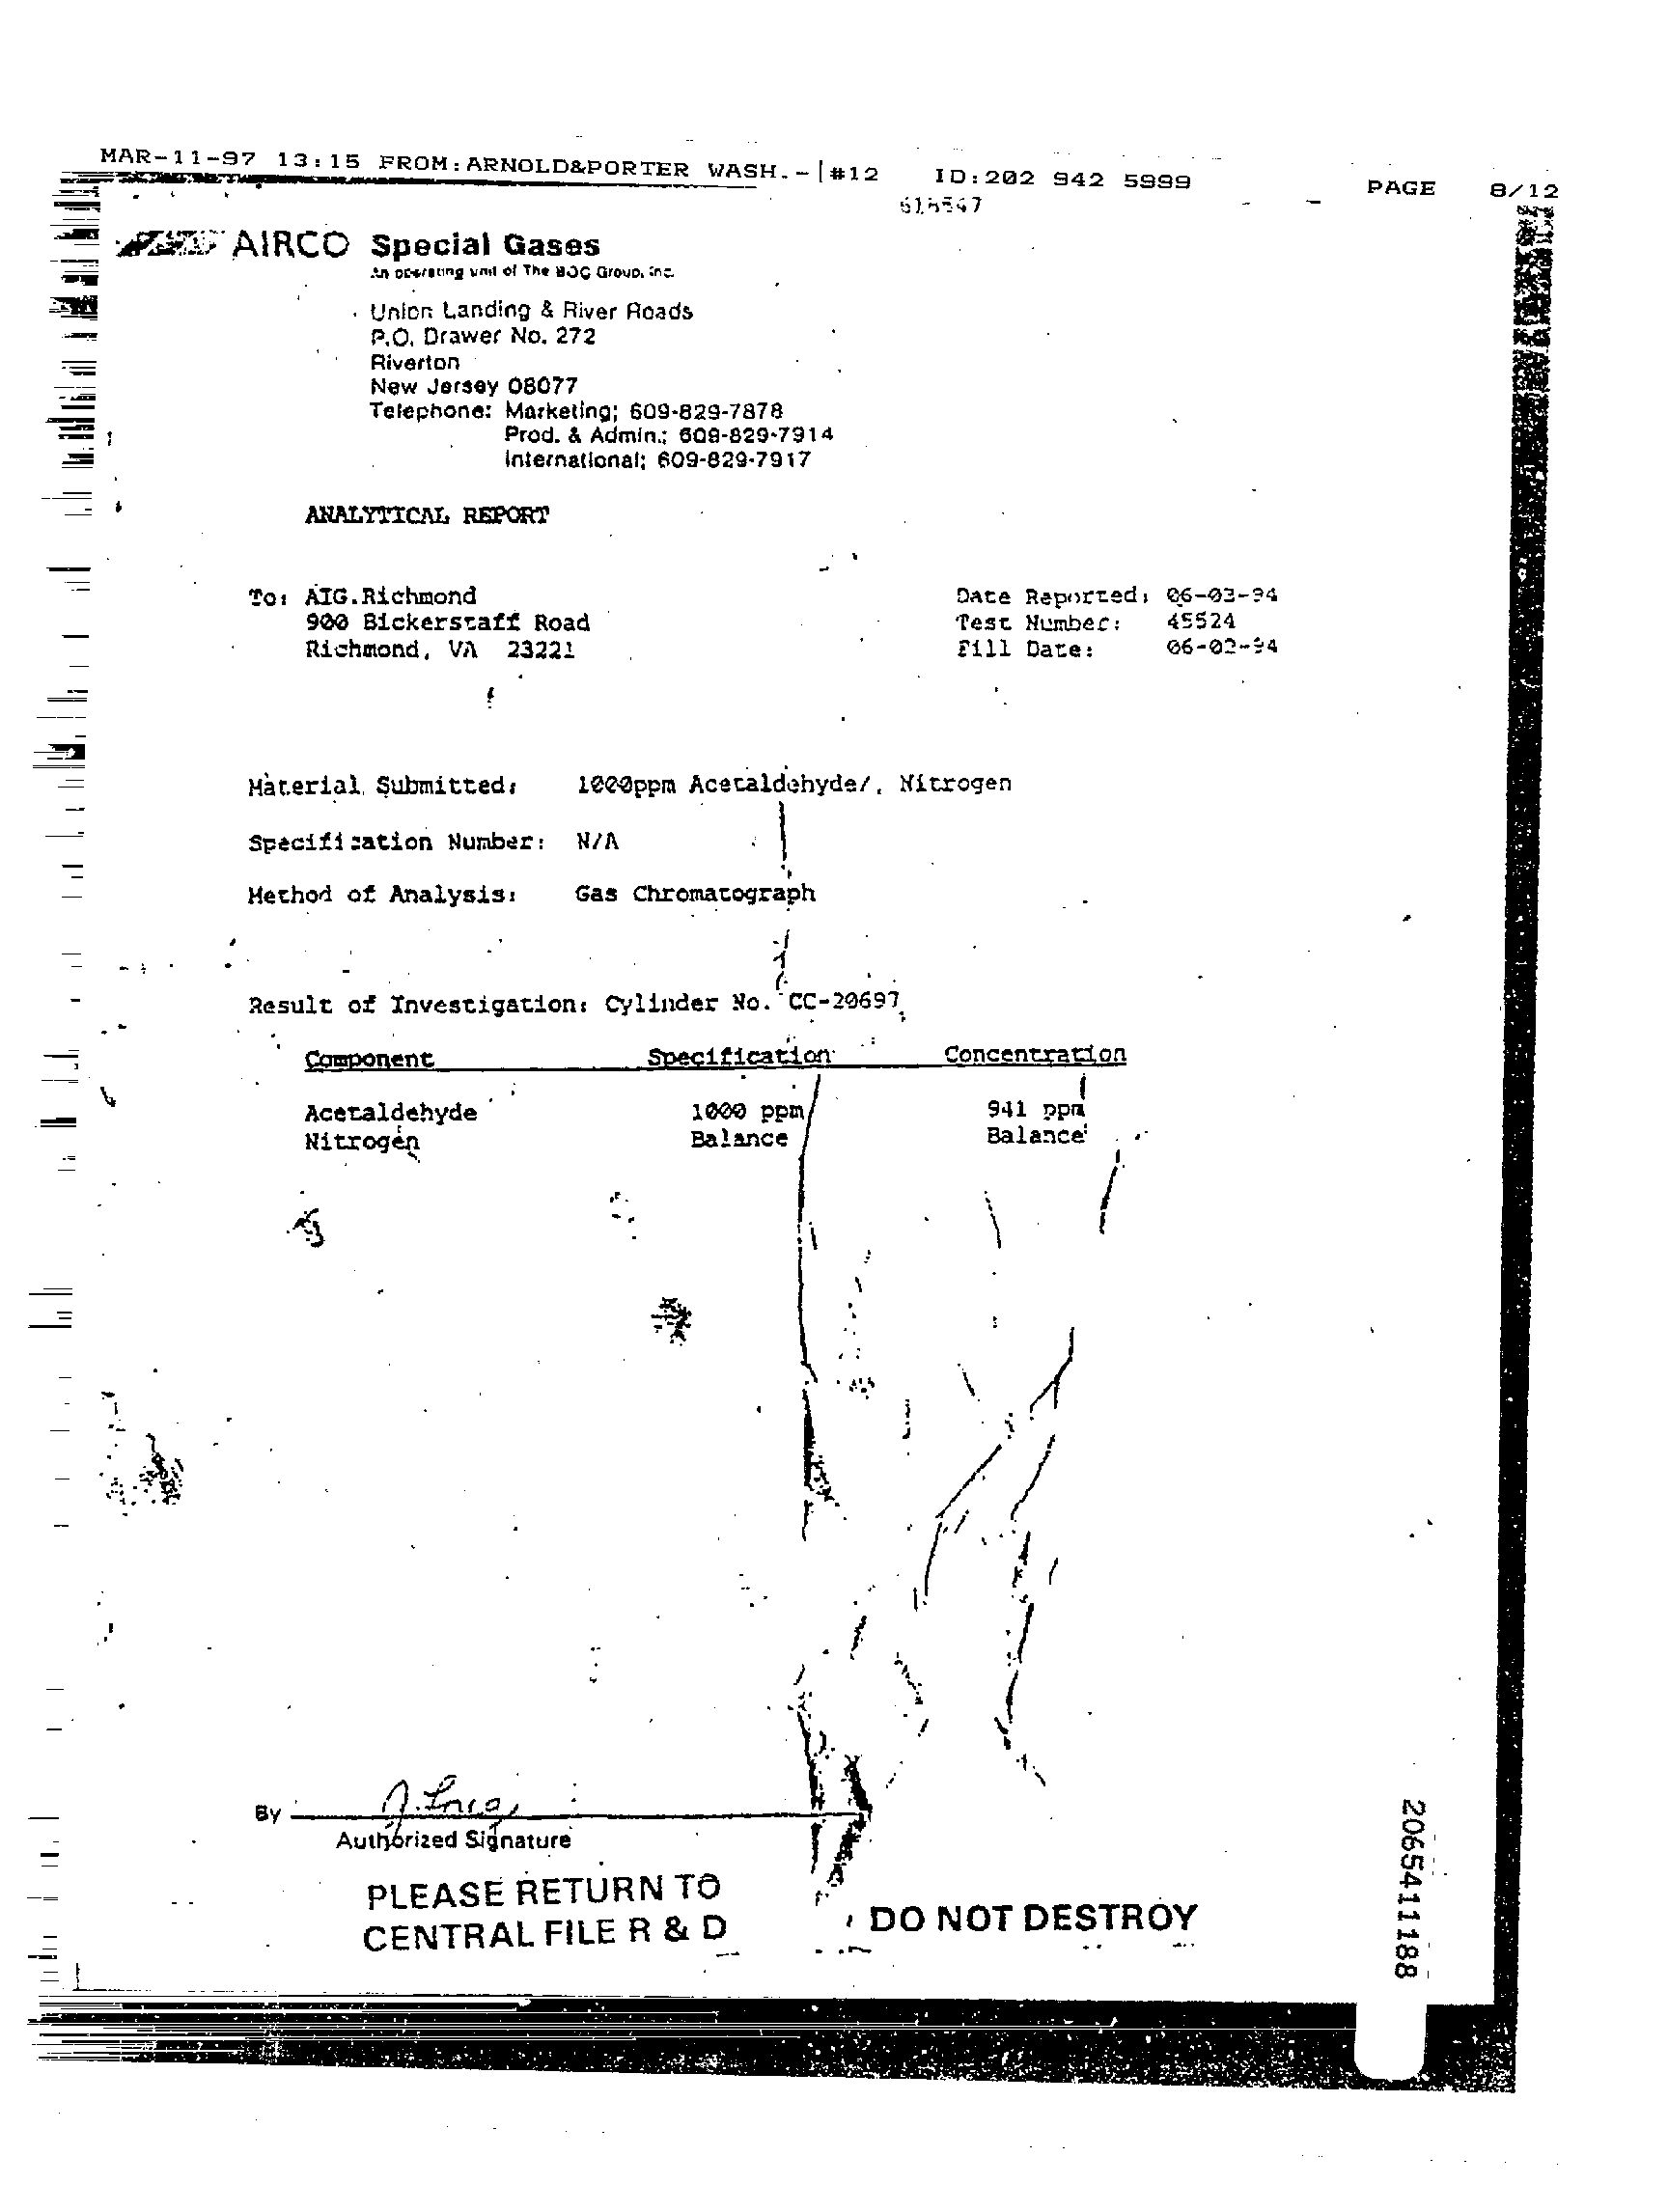 MAR-11-97 13:15 FROM:ARNOLD&PORTER WASH.- #12 ID:202 942 5999 PAGE 8/12
AIRCO Special Gases
An operating unit of The BOC Group, Inc.
Union Landing & River Roads
P.O. Drawer No. 272
Riverton
New Jersey 08077
Telephone: Marketing; 609-829-7878
Prod. & Admin.; 609-829-7914
International; 609-829-7917
ANALYTICAL REPORT
To: AIG.Richmond
900 Bickerstaff Road
Richmond, VA 23221
Date Reported: 06-03-94
Test Number: 45524
Fill Date: 06-02-94
Material Submitted: 1000ppm Acetaldehyde/, Nitrogen
Specification Number: N/A
Method of Analysis: Gas Chromatograph
Result of Investigation: Cylinder No. CC-20697
Component Specification Concentration
Acetaldehyde 1000 ppm 941 ppm
Nitrogen Balance Balance
By
Authorized Signature
PLEASE RETURN TO
CENTRAL FILE R & D
DO NOT DESTROY
2065411188